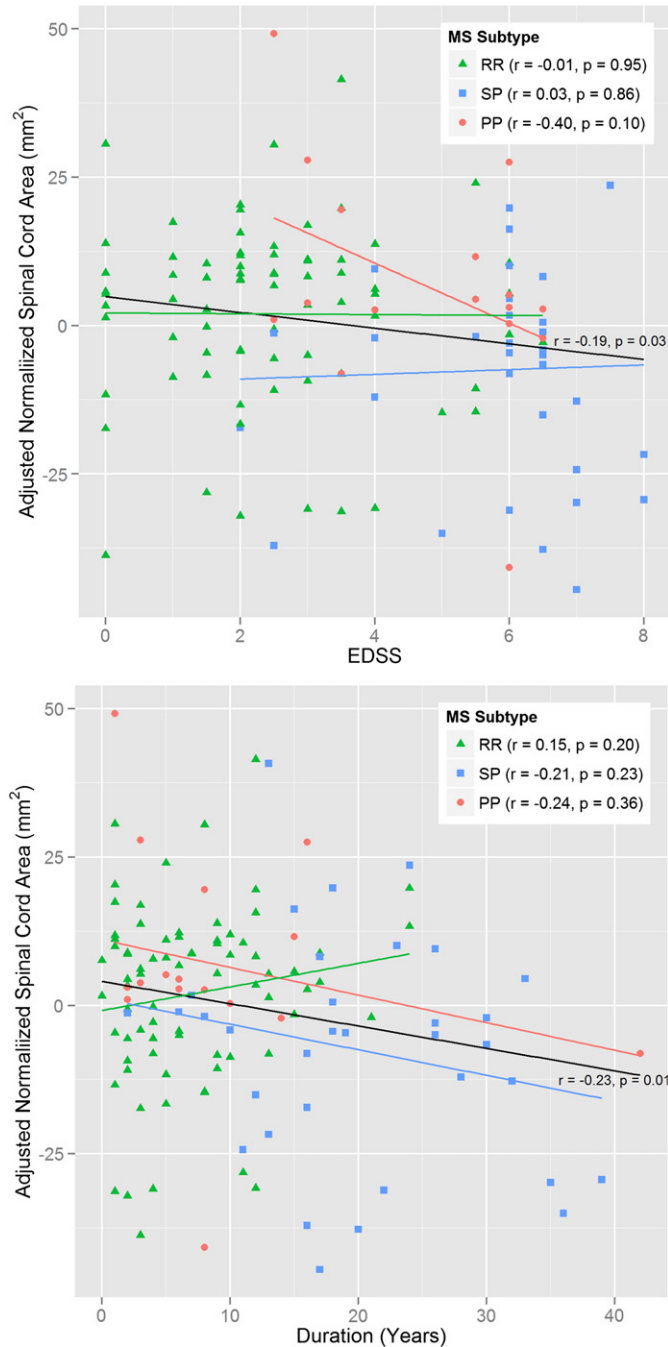 50
25
0
-25
Adjusted Normaliized Spinal Cord Area (mm²)
MS Subtype
RR (r = -0.01, p = 0.95)
SP (r = 0.03, p = 0.86)
PP (r = -0.40, p = 0.10)
r = -0.19, p = 0.03
0 2 4 6 8
EDSS
50
25
0
-25
Adjusted Normaliized Spinal Cord Area (mm²)
MS Subtype
RR (r = 0.15, p = 0.20)
SP (r = -0.21, p = 0.23)
PP (r = -0.24, p = 0.36)
r = -0.23, p = 0.01
0 10 20 30 40
Duration (Years)